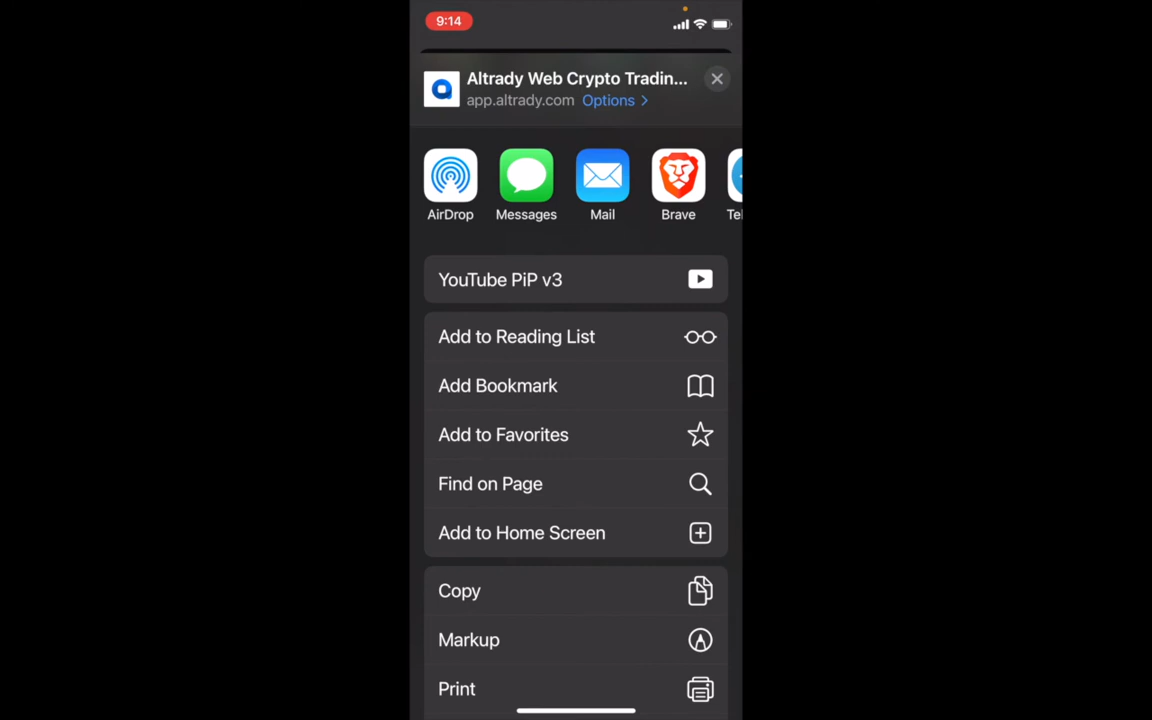 9:14
Altrady Web Crypto Tradin...
app.altrady.com Options >
AirDrop Messages Mail Brave Tel
YouTube PiP v3
Add to Reading List
Add Bookmark
Add to Favorites
Find on Page
Add to Home Screen
Copy
Markup
Print